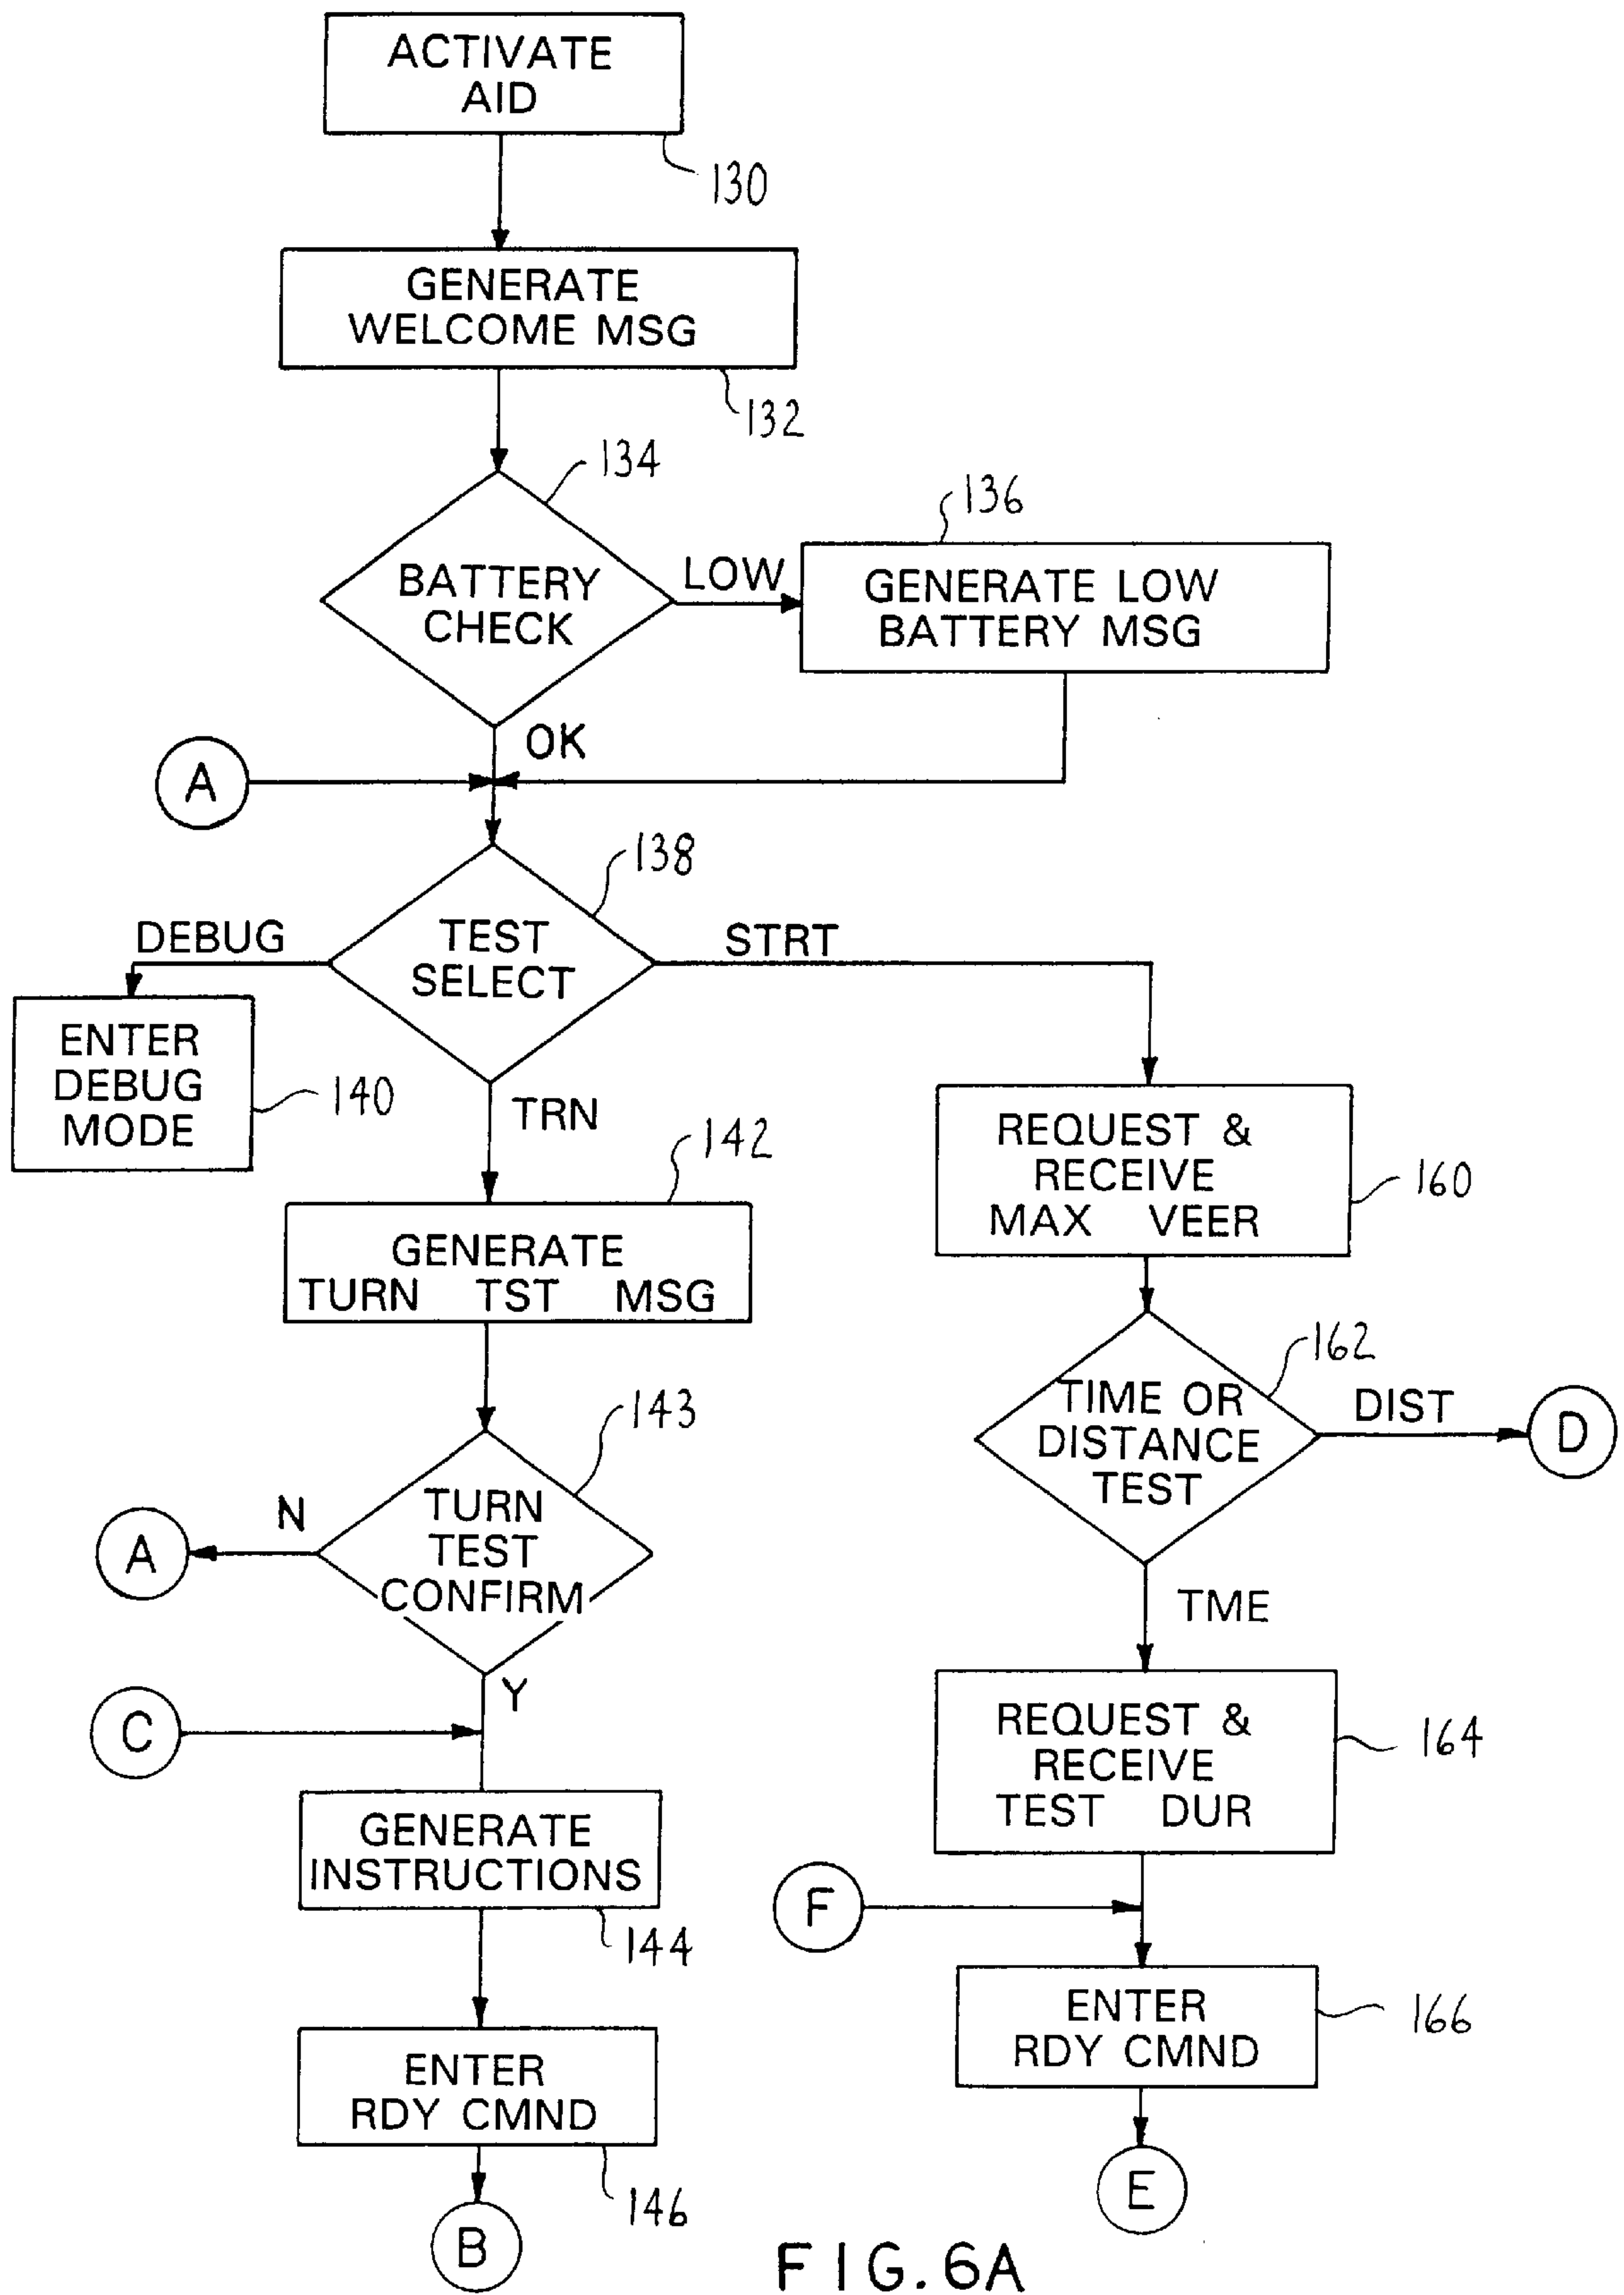 ACTIVATE
AID
130
GENERATE
WELCOME MSG
132
134
BATTERY
CHECK
LOW
136
GENERATE LOW
BATTERY MSG
OK
A
138
TEST
SELECT
DEBUG
STRT
ENTER
DEBUG
MODE
140
TRN
142
GENERATE
TURN TST MSG
REQUEST &
RECEIVE
MAX VEER
160
143
TURN
TEST
CONFIRM
N
A
162
TIME OR
DISTANCE
TEST
DIST
D
TME
Y
C
REQUEST &
RECEIVE
TEST DUR
164
GENERATE
INSTRUCTIONS
144
F
ENTER
RDY CMND
166
ENTER
RDY CMND
146
B
E
FIG. 6A